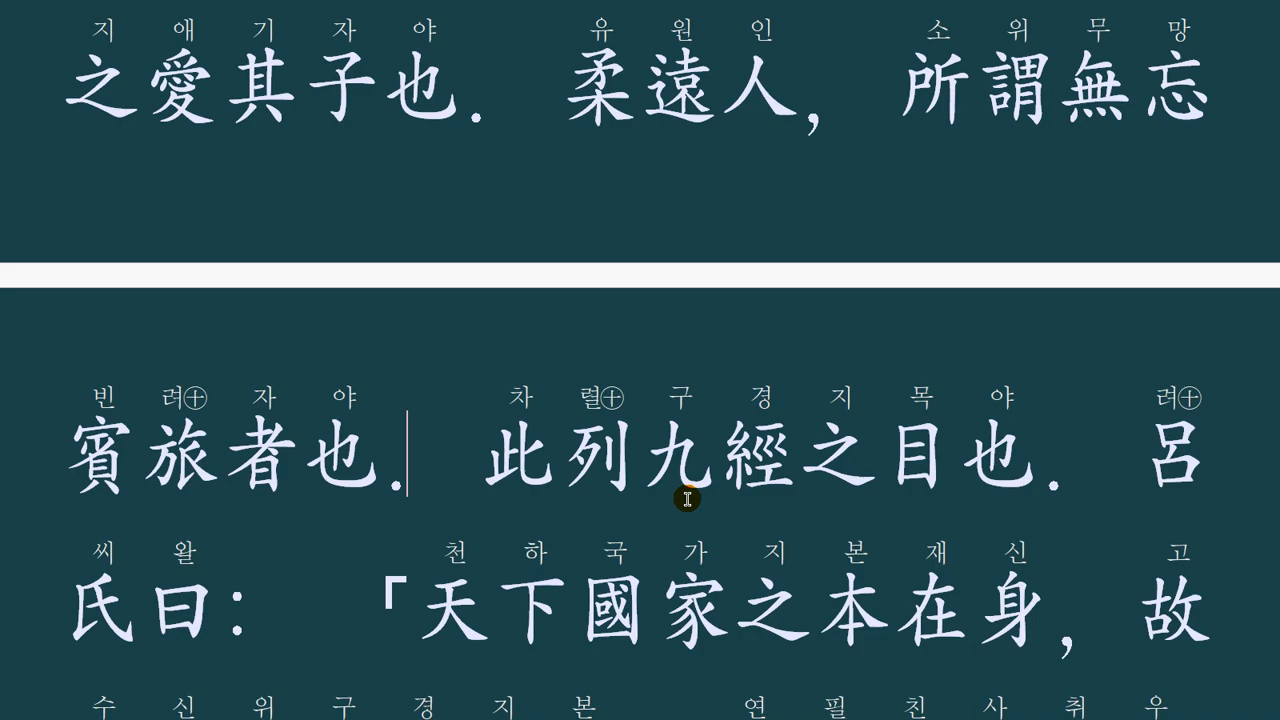 지 애 기 자 야 유 원 인 소 위 무 망
之愛其子也. 柔遠人, 所謂無忘
빈 려㊉ 자 야 차 렬㊉ 구 경 지 목 야 려㊉
賓旅者也. 此列九經之目也. 呂
씨 왈 천 하 국 가 지 본 재 신 고
氏曰: 「天下國家之本在身, 故
수 신 위 구 경 지 본 연 필 친 사 취 우